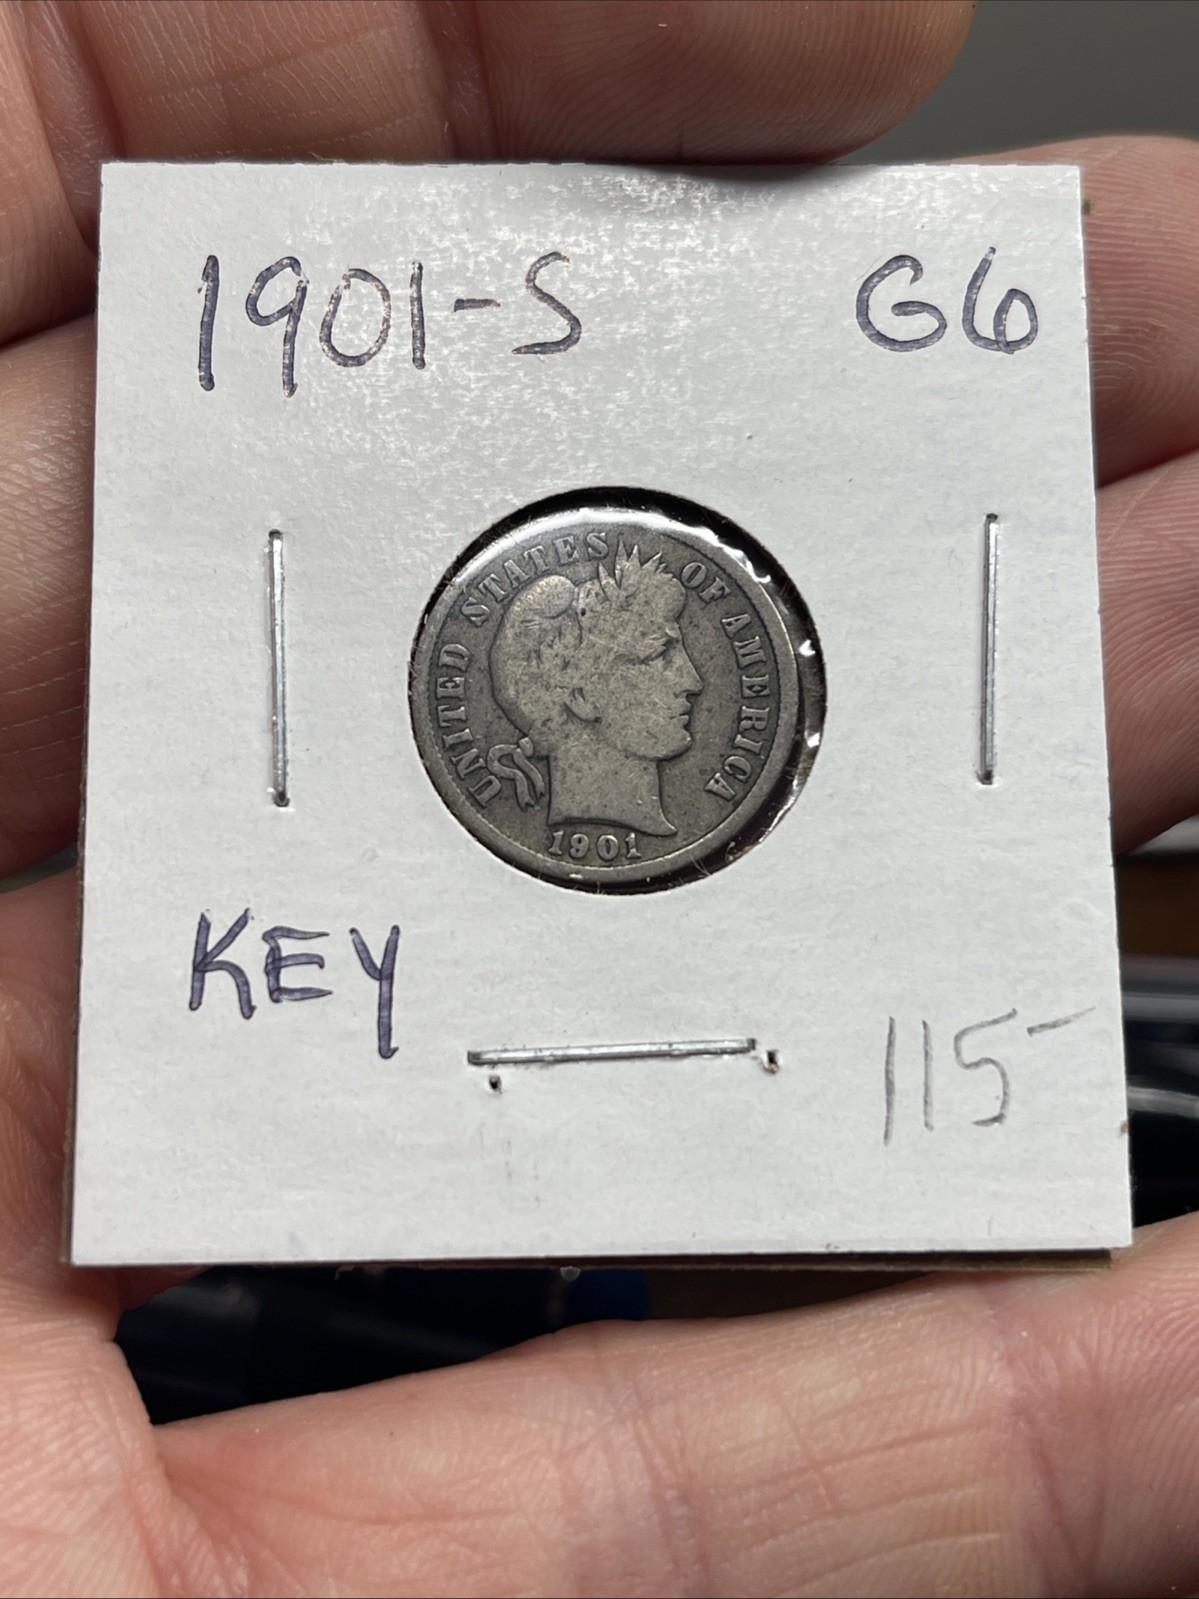 1901-S G6
UNITED STATES OF AMERICA
1901
KEY
115-